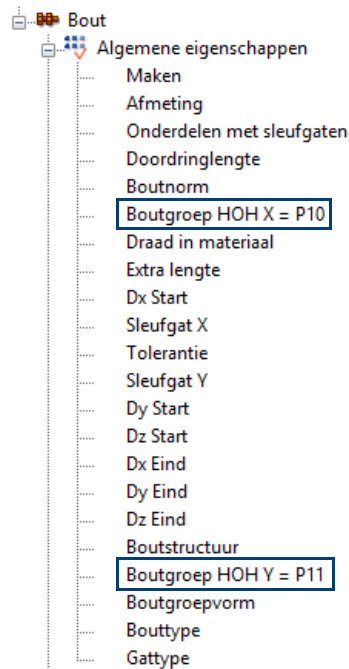 Bout
Algemene eigenschappen
Maken
Afmeting
Onderdelen met sleufgaten
Doordringlengte
Boutnorm
Boutgroep HOH X = P10
Draad in materiaal
Extra lengte
Dx Start
Sleufgat X
Tolerantie
Sleufgat Y
Dy Start
Dz Start
Dx Eind
Dy Eind
Dz Eind
Boutstructuur
Boutgroep HOH Y = P11
Boutgroepvorm
Bouttype
Gattype